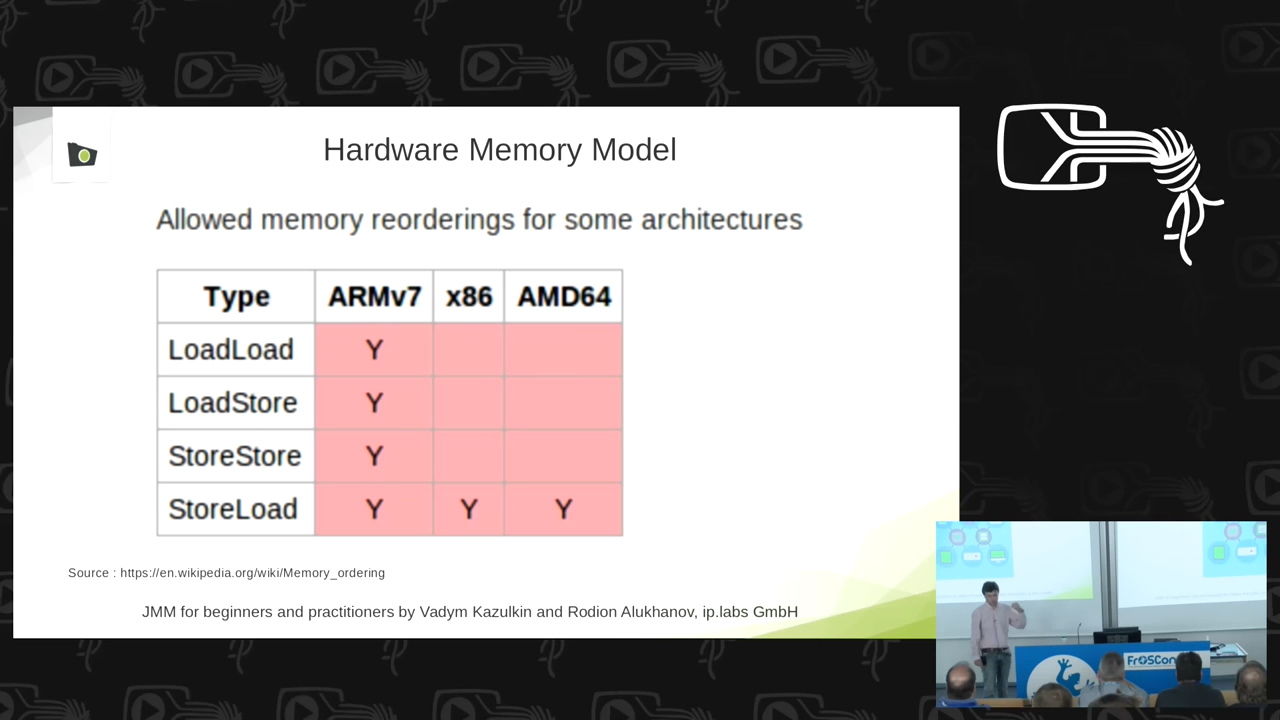 Hardware Memory Model
Allowed memory reorderings for some architectures
Type ARMv7 x86 AMD64
LoadLoad Y
LoadStore Y
StoreStore Y
StoreLoad Y Y Y
Source : https://en.wikipedia.org/wiki/Memory_ordering
JMM for beginners and practitioners by Vadym Kazulkin and Rodion Alukhanov, ip.labs GmbH
FrOSCon